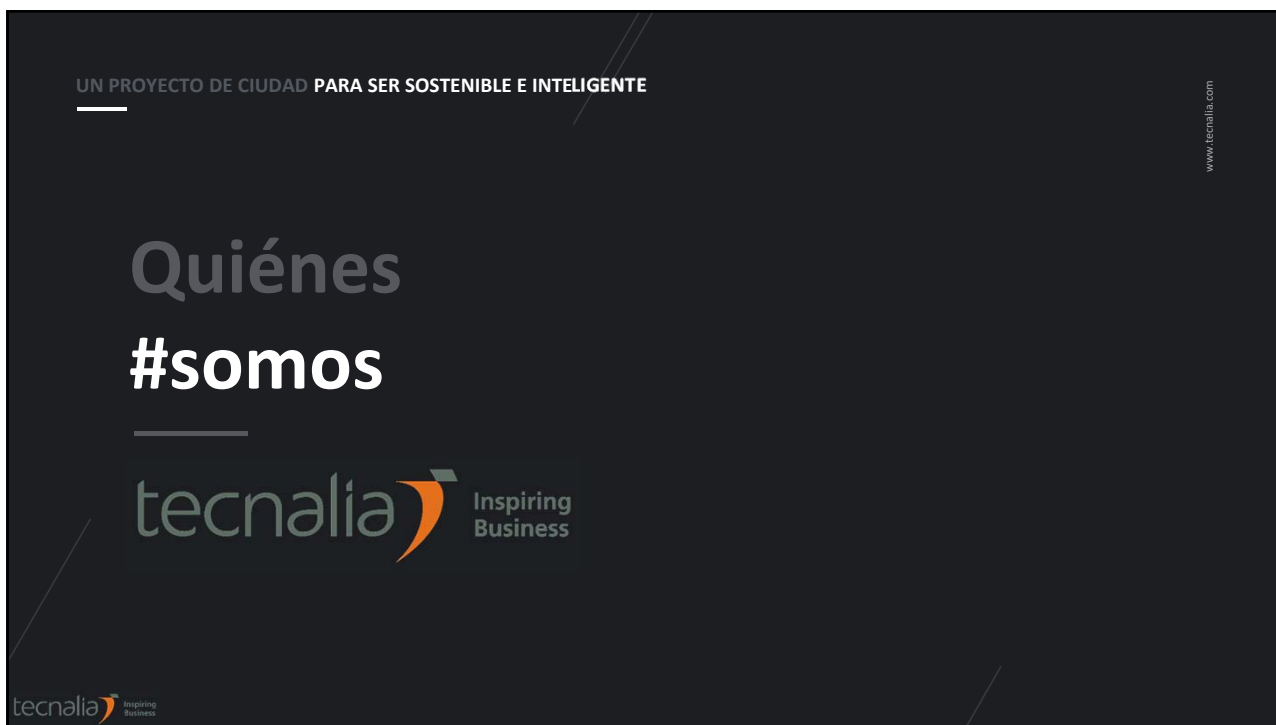 UN PROYECTO DE CIUDAD PARA SER SOSTENIBLE E INTELIGENTE
www.tecnalia.com
Quiénes
#somos
tecnalia Inspiring
Business
tecnalia Inspiring
Business